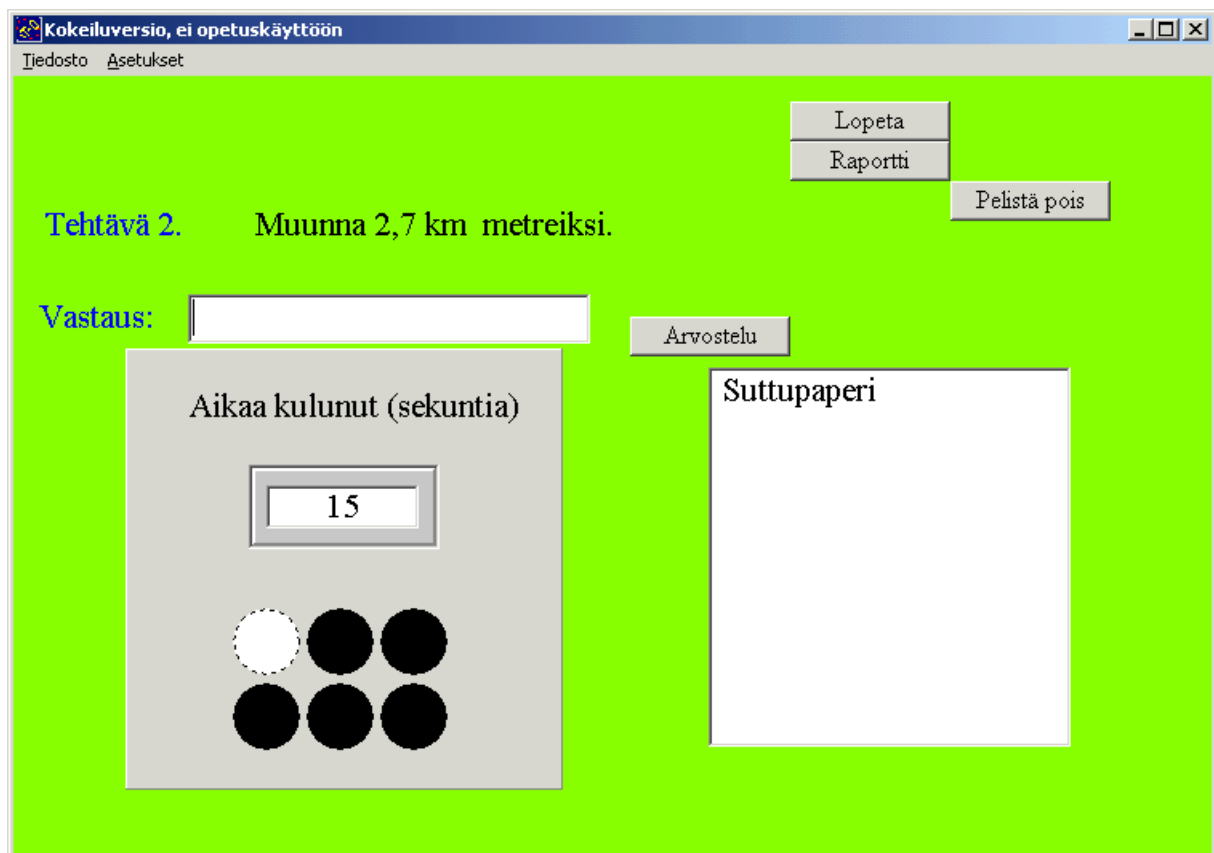 Kokeiluversio, ei opetuskäyttöön
Tiedosto Asetukset
Lopeta
Raportti
Pelistä pois
Tehtävä 2. Muunna 2,7 km metreiksi.
Vastaus:
Arvostelu
Aikaa kulunut (sekuntia)
15
Suttupaperi